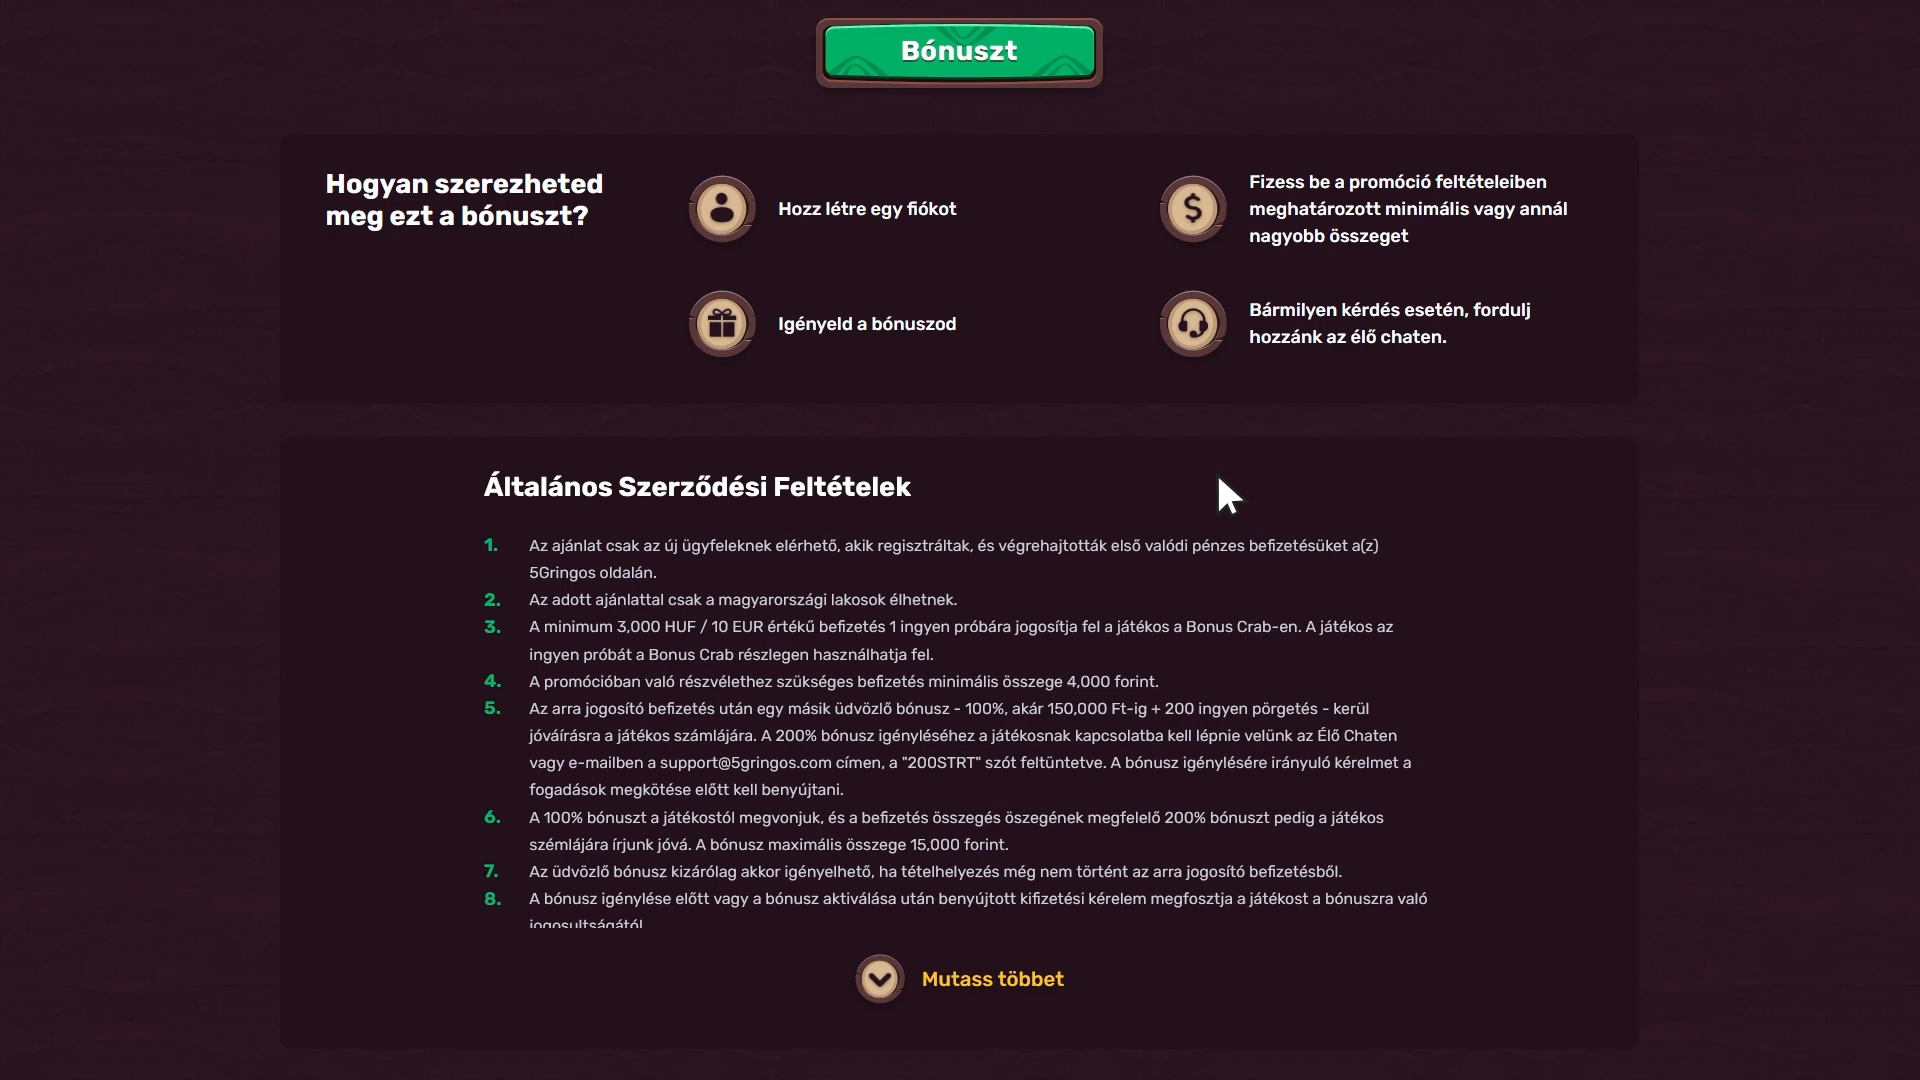 Bónuszt
Hogyan szerezheted
meg ezt a bónuszt?
Hozz létre egy fiókot
Fizess be a promóció feltételeiben
meghatározott minimális vagy annál
nagyobb összeget
Igényeld a bónuszod
Bármilyen kérdés esetén, fordulj
hozzánk az élő chaten.
Általános Szerződési Feltételek
1. Az ajánlat csak az új ügyfeleknek elérhető, akik regisztráltak, és végrehajtották első valódi pénzes befizetésüket a(z)
5Gringos oldalán.
2. Az adott ajánlattal csak a magyarországi lakosok élhetnek.
3. A minimum 3,000 HUF / 10 EUR értékű befizetés 1 ingyen próbára jogosítja fel a játékos a Bonus Crab-en. A játékos az
ingyen próbát a Bonus Crab részlegen használhatja fel.
4. A promócióban való részvélethez szükséges befizetés minimális összege 4,000 forint.
5. Az arra jogosító befizetés után egy másik üdvözlő bónusz - 100%, akár 150,000 Ft-ig + 200 ingyen pörgetés - kerül
jóváírásra a játékos számlájára. A 200% bónusz igényléséhez a játékosnak kapcsolatba kell lépnie velünk az Élő Chaten
vagy e-mailben a support@5gringos.com címen, a "200STRT" szót feltüntetve. A bónusz igénylésére irányuló kérelmet a
fogadások megkötése előtt kell benyújtani.
6. A 100% bónuszt a játékostól megvonjuk, és a befizetés összegés öszegének megfelelő 200% bónuszt pedig a játékos
szémlájára írjunk jóvá. A bónusz maximális összege 15,000 forint.
7. Az üdvözlő bónusz kizárólag akkor igényelhető, ha tételhelyezés még nem történt az arra jogosító befizetésből.
8. A bónusz igénylése előtt vagy a bónusz aktiválása után benyújtott kifizetési kérelem megfosztja a játékost a bónuszra való
jogosultságától.
Mutass többet